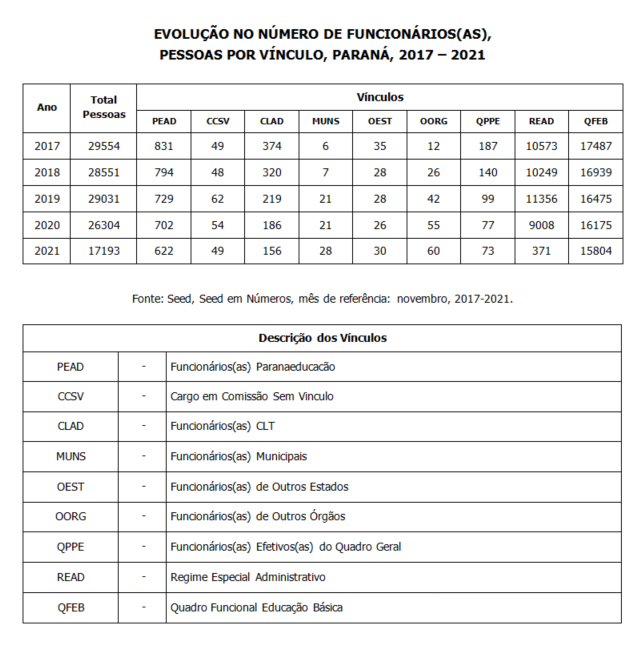 EVOLUÇÃO NO NÚMERO DE FUNCIONÁRIOS(AS),
PESSOAS POR VÍNCULO, PARANÁ, 2017 – 2021
Ano Total Pessoas Vínculos
PEAD CCSV CLAD MUNS OEST OORG QPPE READ QFEB
2017 29554 831 49 374 6 35 12 187 10573 17487
2018 28551 794 48 320 7 28 26 140 10249 16939
2019 29031 729 62 219 21 28 42 99 11356 16475
2020 26304 702 54 186 21 26 55 77 9008 16175
2021 17193 622 49 156 28 30 60 73 371 15804
Fonte: Seed, Seed em Números, mês de referência: novembro, 2017-2021.
Descrição dos Vínculos
PEAD - Funcionários(as) Paranaeducacão
CCSV - Cargo em Comissão Sem Vinculo
CLAD - Funcionários(as) CLT
MUNS - Funcionários(as) Municipais
OEST - Funcionários(as) de Outros Estados
OORG - Funcionários(as) de Outros Órgãos
QPPE - Funcionários(as) Efetivos(as) do Quadro Geral
READ - Regime Especial Administrativo
QFEB - Quadro Funcional Educação Básica